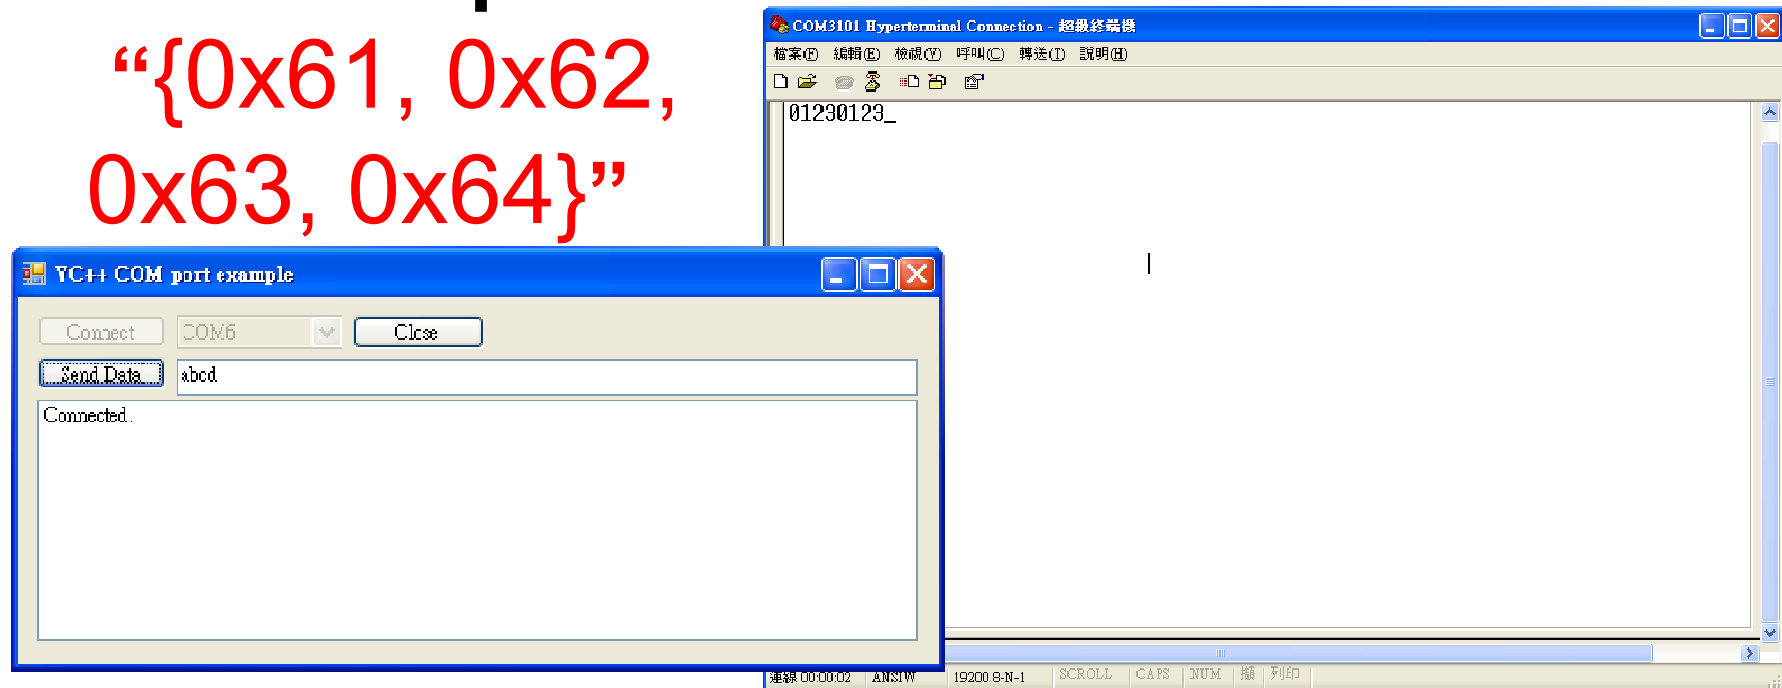 “{0x61, 0x62,
0x63, 0x64}”
COM3101 Hyperterminal Connection - 超級終端機
檔案(F) 編輯(E) 檢視(V) 呼叫(C) 轉送(T) 說明(H)
01230123_
VC++ COM port example
Connect COM6 Close
Send Data abcd
Connected.
連線 00:00:02 ANSIW 19200 8-N-1 SCROLL CAPS NUM 擷 列印